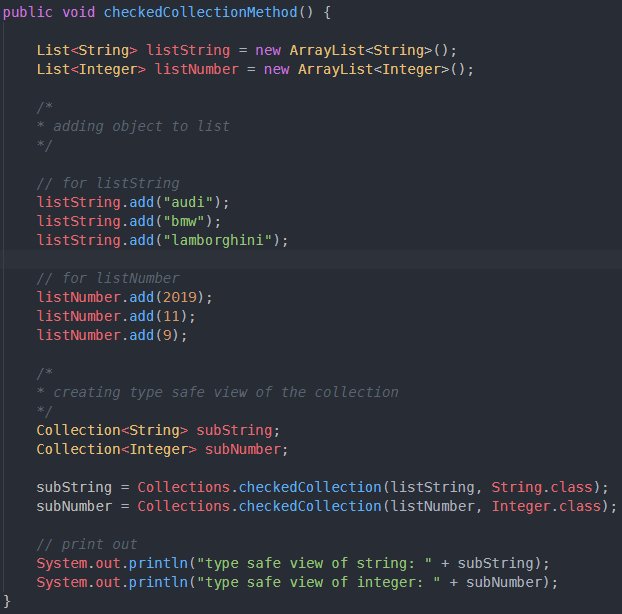 public void checkedCollectionMethod() {
List<String> listString = new ArrayList<String>();
List<Integer> listNumber = new ArrayList<Integer>();
/*
* adding object to list
*/
// for listString
listString.add("audi");
listString.add("bmw");
listString.add("lamborghini");
// for listNumber
listNumber.add(2019);
listNumber.add(11);
listNumber.add(9);
/*
* creating type safe view of the collection
*/
Collection<String> subString;
Collection<Integer> subNumber;
subString = Collections.checkedCollection(listString, String.class);
subNumber = Collections.checkedCollection(listNumber, Integer.class);
// print out
System.out.println("type safe view of string: " + subString);
System.out.println("type safe view of integer: " + subNumber);
}